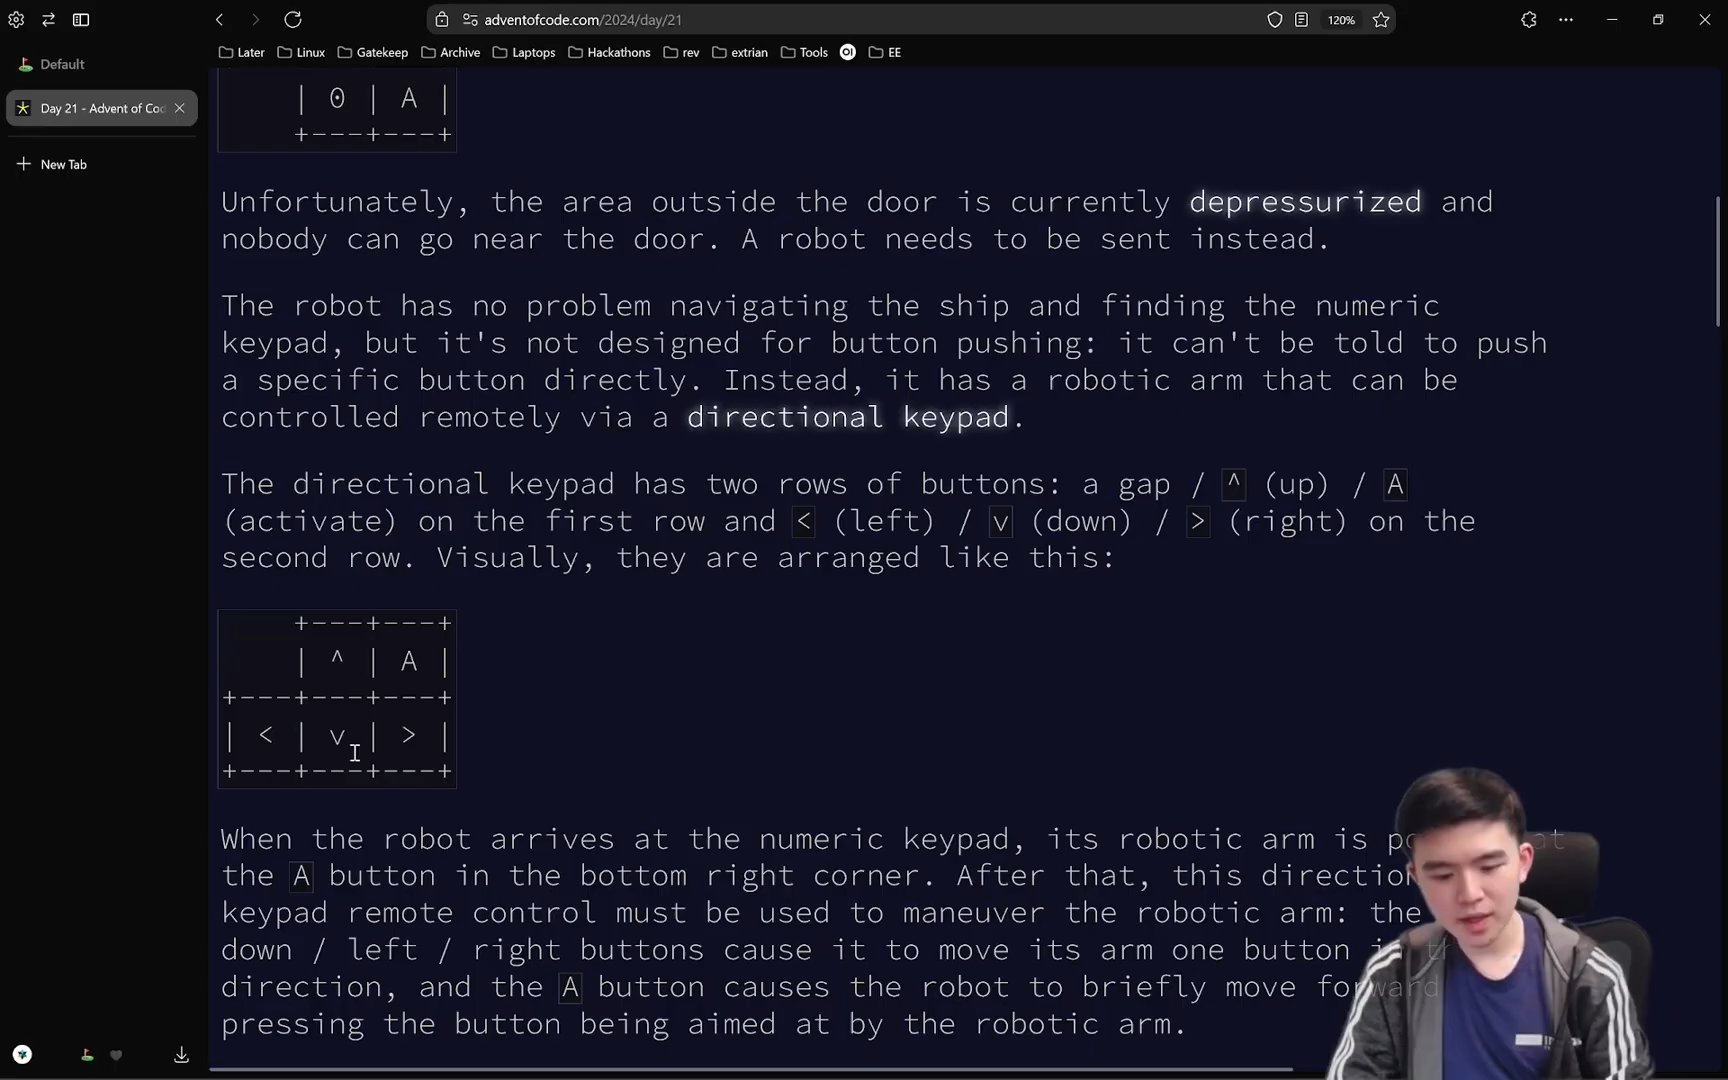 adventofcode.com/2024/day/21
120%
Later
Linux
Gatekeep
Archive
Laptops
Hackathons
rev
extrian
Tools
EE
Default
Day 21 - Advent of Coc
New Tab
| 0 | A |
+---+---+
Unfortunately, the area outside the door is currently depressurized and
nobody can go near the door. A robot needs to be sent instead.
The robot has no problem navigating the ship and finding the numeric
keypad, but it's not designed for button pushing: it can't be told to push
a specific button directly. Instead, it has a robotic arm that can be
controlled remotely via a directional keypad.
The directional keypad has two rows of buttons: a gap / ^ (up) / A
(activate) on the first row and < (left) / v (down) / > (right) on the
second row. Visually, they are arranged like this:
+---+---+
| ^ | A |
+---+---+---+
| < | v | > |
+---+---+---+
When the robot arrives at the numeric keypad, its robotic arm is at
the A button in the bottom right corner. After that, this
keypad remote control must be used to maneuver the robotic arm: the
down / left / right buttons cause it to move its arm one button
direction, and the A button causes the robot to briefly move forward
pressing the button being aimed at by the robotic arm.